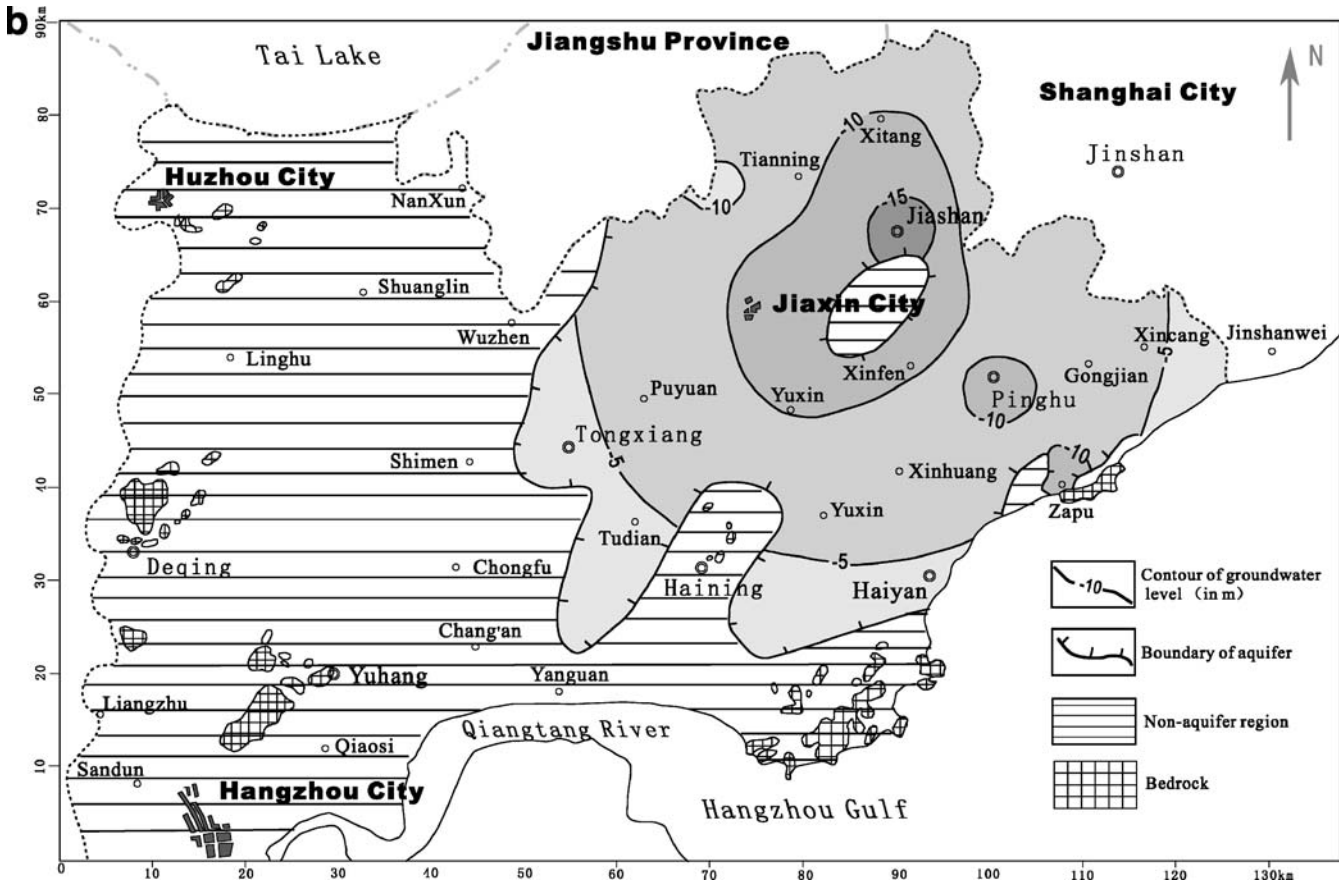 b
90km
80
70
60
50
40
30
20
10
Tai Lake
Jiangshu Province
Shanghai City
N
Jinshan
Huzhou City
NanXun
Tianning
Xitang
-10
-10
-15
Jiashan
Shuanglin
Wuzhen
Linghu
Jiaxin City
Xinfen
Xincang
Jinshanwei
-5
Gongjian
Puyuan
Yuxin
Pinghu
-10
Tongxiang
-5
Shimen
Xinhuang
-10
Zapu
Tudian
Yuxin
-5
Deqing
Chongfu
Haining
Haiyan
Chang'an
Yuhang
Yanguan
Liangzhu
Qiaosi
Qiangtang River
Sandun
Hangzhou City
Hangzhou Gulf
-10
Contour of groundwater
level (in m)
Boundary of aquifer
Non-aquifer region
Bedrock
0 10 20 30 40 50 60 70 80 90 100 110 120 130km